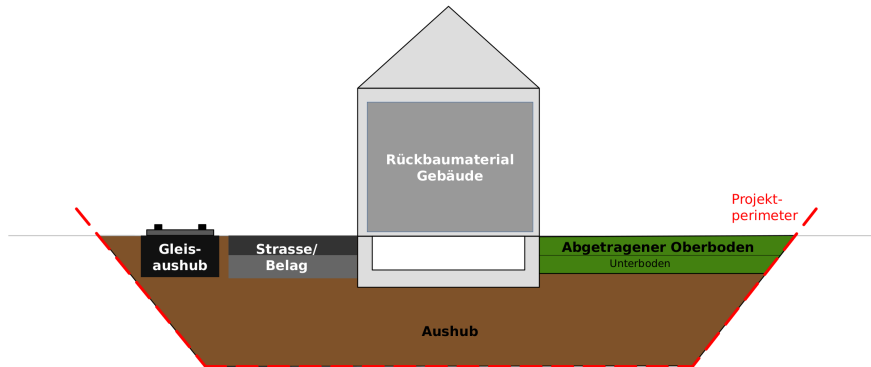 Rückbaumaterial
Gebäude
Projekt-
perimeter
Gleis-
aushub
Strasse/
Belag
Abgetragener Oberboden
Unterboden
Aushub